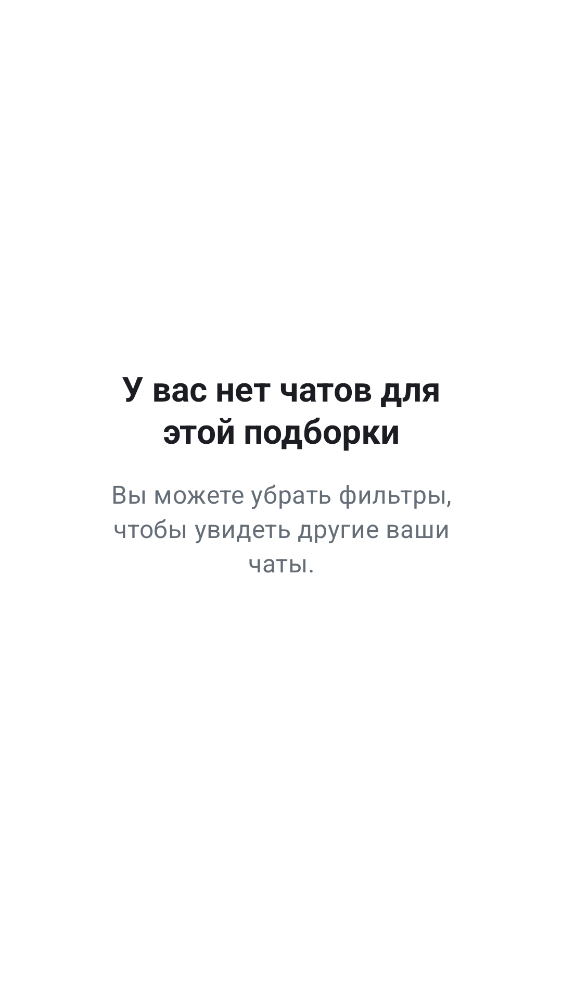 У вас нет чатов для
этой подборки
Вы можете убрать фильтры,
чтобы увидеть другие ваши
чаты.